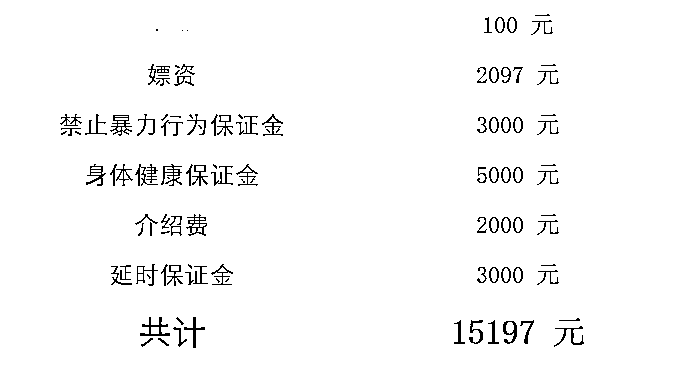 100 元
嫖资 2097 元
禁止暴力行为保证金 3000 元
身体健康保证金 5000 元
介绍费 2000 元
延时保证金 3000 元
共计 15197 元